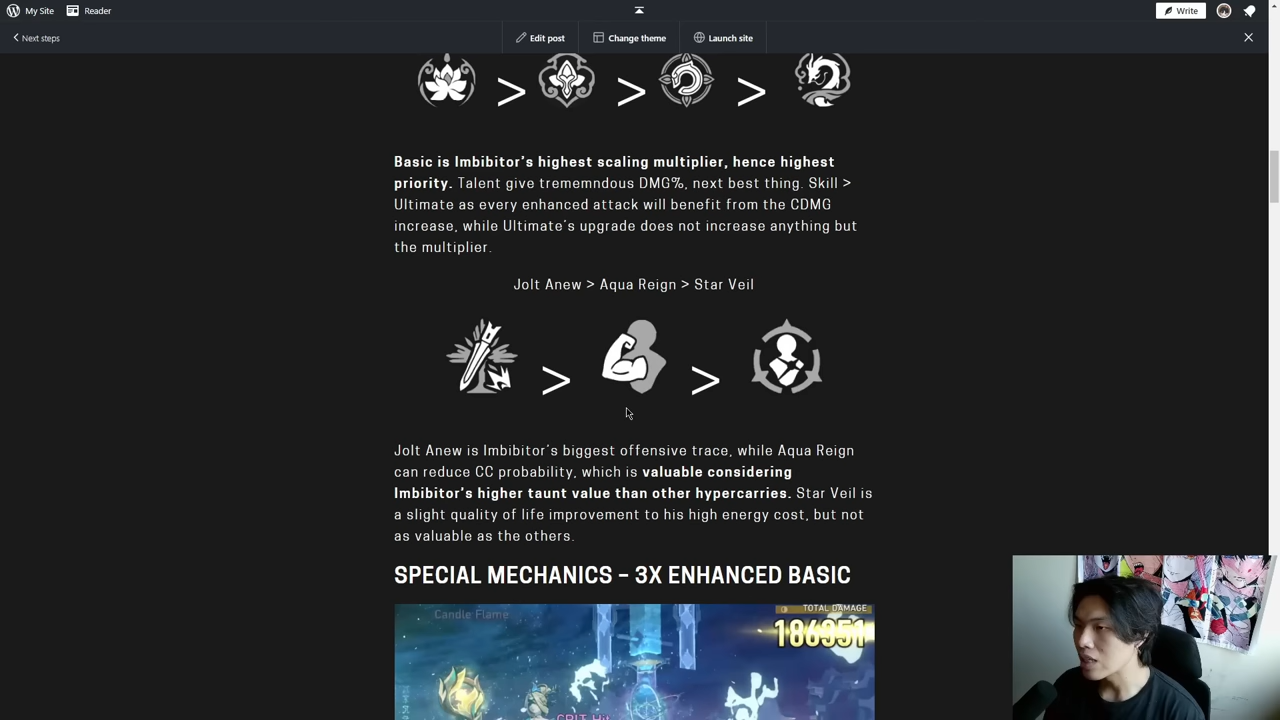 My Site
Reader
Write
Next steps
Edit post
Change theme
Launch site
> > >
Basic is Imbibitor's highest scaling multiplier, hence highest
priority. Talent give trememndous DMG%, next best thing. Skill >
Ultimate as every enhanced attack will benefit from the CDMG
increase, while Ultimate's upgrade does not increase anything but
the multiplier.
Jolt Anew > Aqua Reign > Star Veil
> >
Jolt Anew is Imbibitor's biggest offensive trace, while Aqua Reign
can reduce CC probability, which is valuable considering
Imbibitor's higher taunt value than other hypercarries. Star Veil is
a slight quality of life improvement to his high energy cost, but not
as valuable as the others.
SPECIAL MECHANICS – 3X ENHANCED BASIC
Candle Flame
TOTAL DAMAGE
186951
CRIT Hit